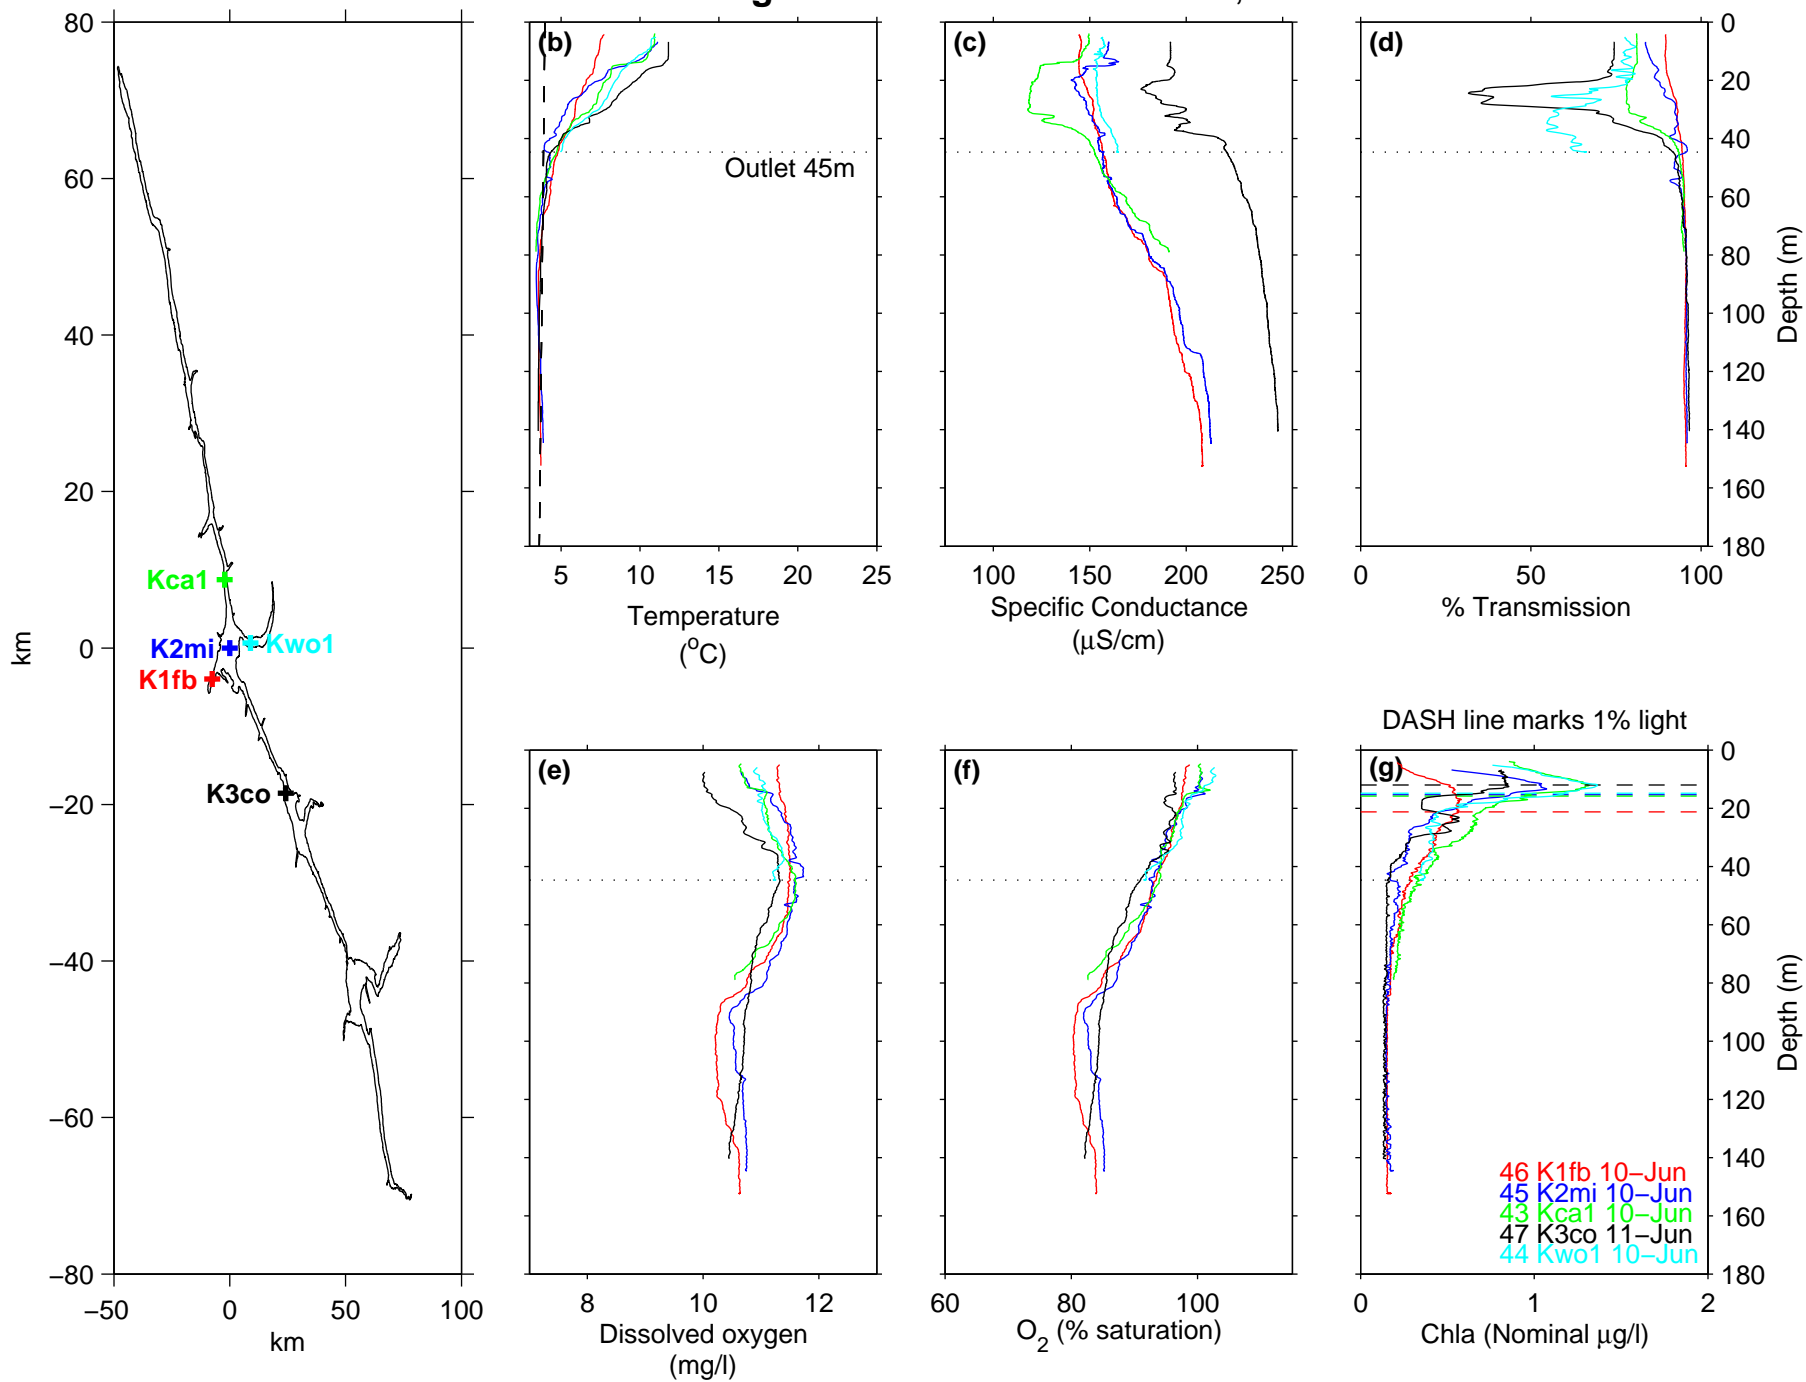 80
60
40
20
0
−20
−40
−60
−80
km
−50 0 50 100
km
Kca1
K2mi
Kwo1
K1fb
K3co
(b)
Outlet 45m
5 10 15 20 25
Temperature
(oC)
(c)
100 150 200 250
Specific Conductance
(μS/cm)
(d)
0 50 100
% Transmission
0
20
40
60
80
100
120
140
160
180
Depth (m)
(e)
8 10 12
Dissolved oxygen
(mg/l)
(f)
60 80 100
O2 (% saturation)
DASH line marks 1% light
(g)
46 K1fb 10−Jun
45 K2mi 10−Jun
43 Kca1 10−Jun
47 K3co 11−Jun
44 Kwo1 10−Jun
0 1 2
Chla (Nominal μg/l)
0
20
40
60
80
100
120
140
160
180
Depth (m)